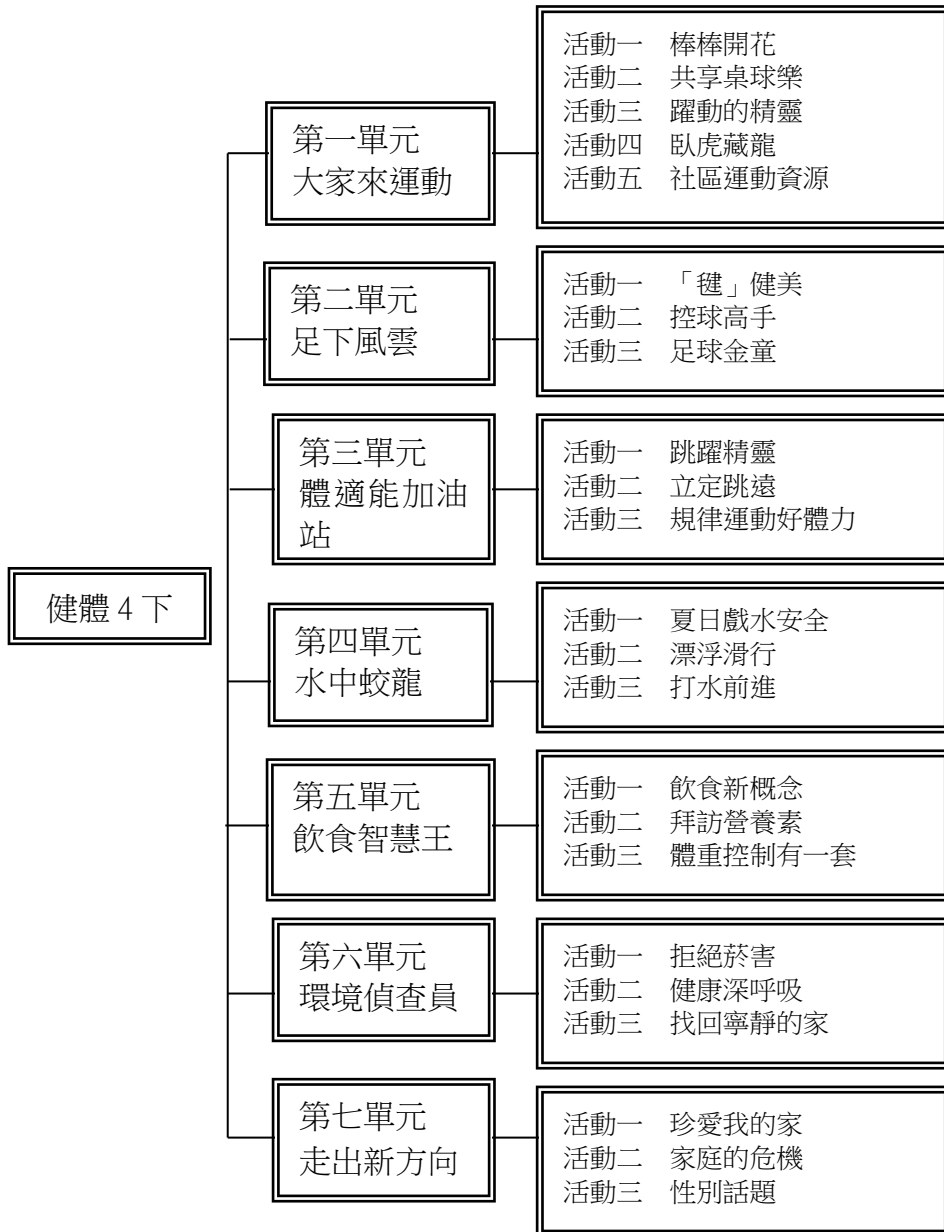 健體 4 下
第一單元
大家來運動
活動一　棒棒開花
活動二　共享桌球樂
活動三　躍動的精靈
活動四　臥虎藏龍
活動五　社區運動資源
第二單元
足下風雲
活動一　「毽」健美
活動二　控球高手
活動三　足球金童
第三單元
體適能加油
站
活動一　跳躍精靈
活動二　立定跳遠
活動三　規律運動好體力
第四單元
水中蛟龍
活動一　夏日戲水安全
活動二　漂浮滑行
活動三　打水前進
第五單元
飲食智慧王
活動一　飲食新概念
活動二　拜訪營養素
活動三　體重控制有一套
第六單元
環境偵查員
活動一　拒絕菸害
活動二　健康深呼吸
活動三　找回寧靜的家
第七單元
走出新方向
活動一　珍愛我的家
活動二　家庭的危機
活動三　性別話題